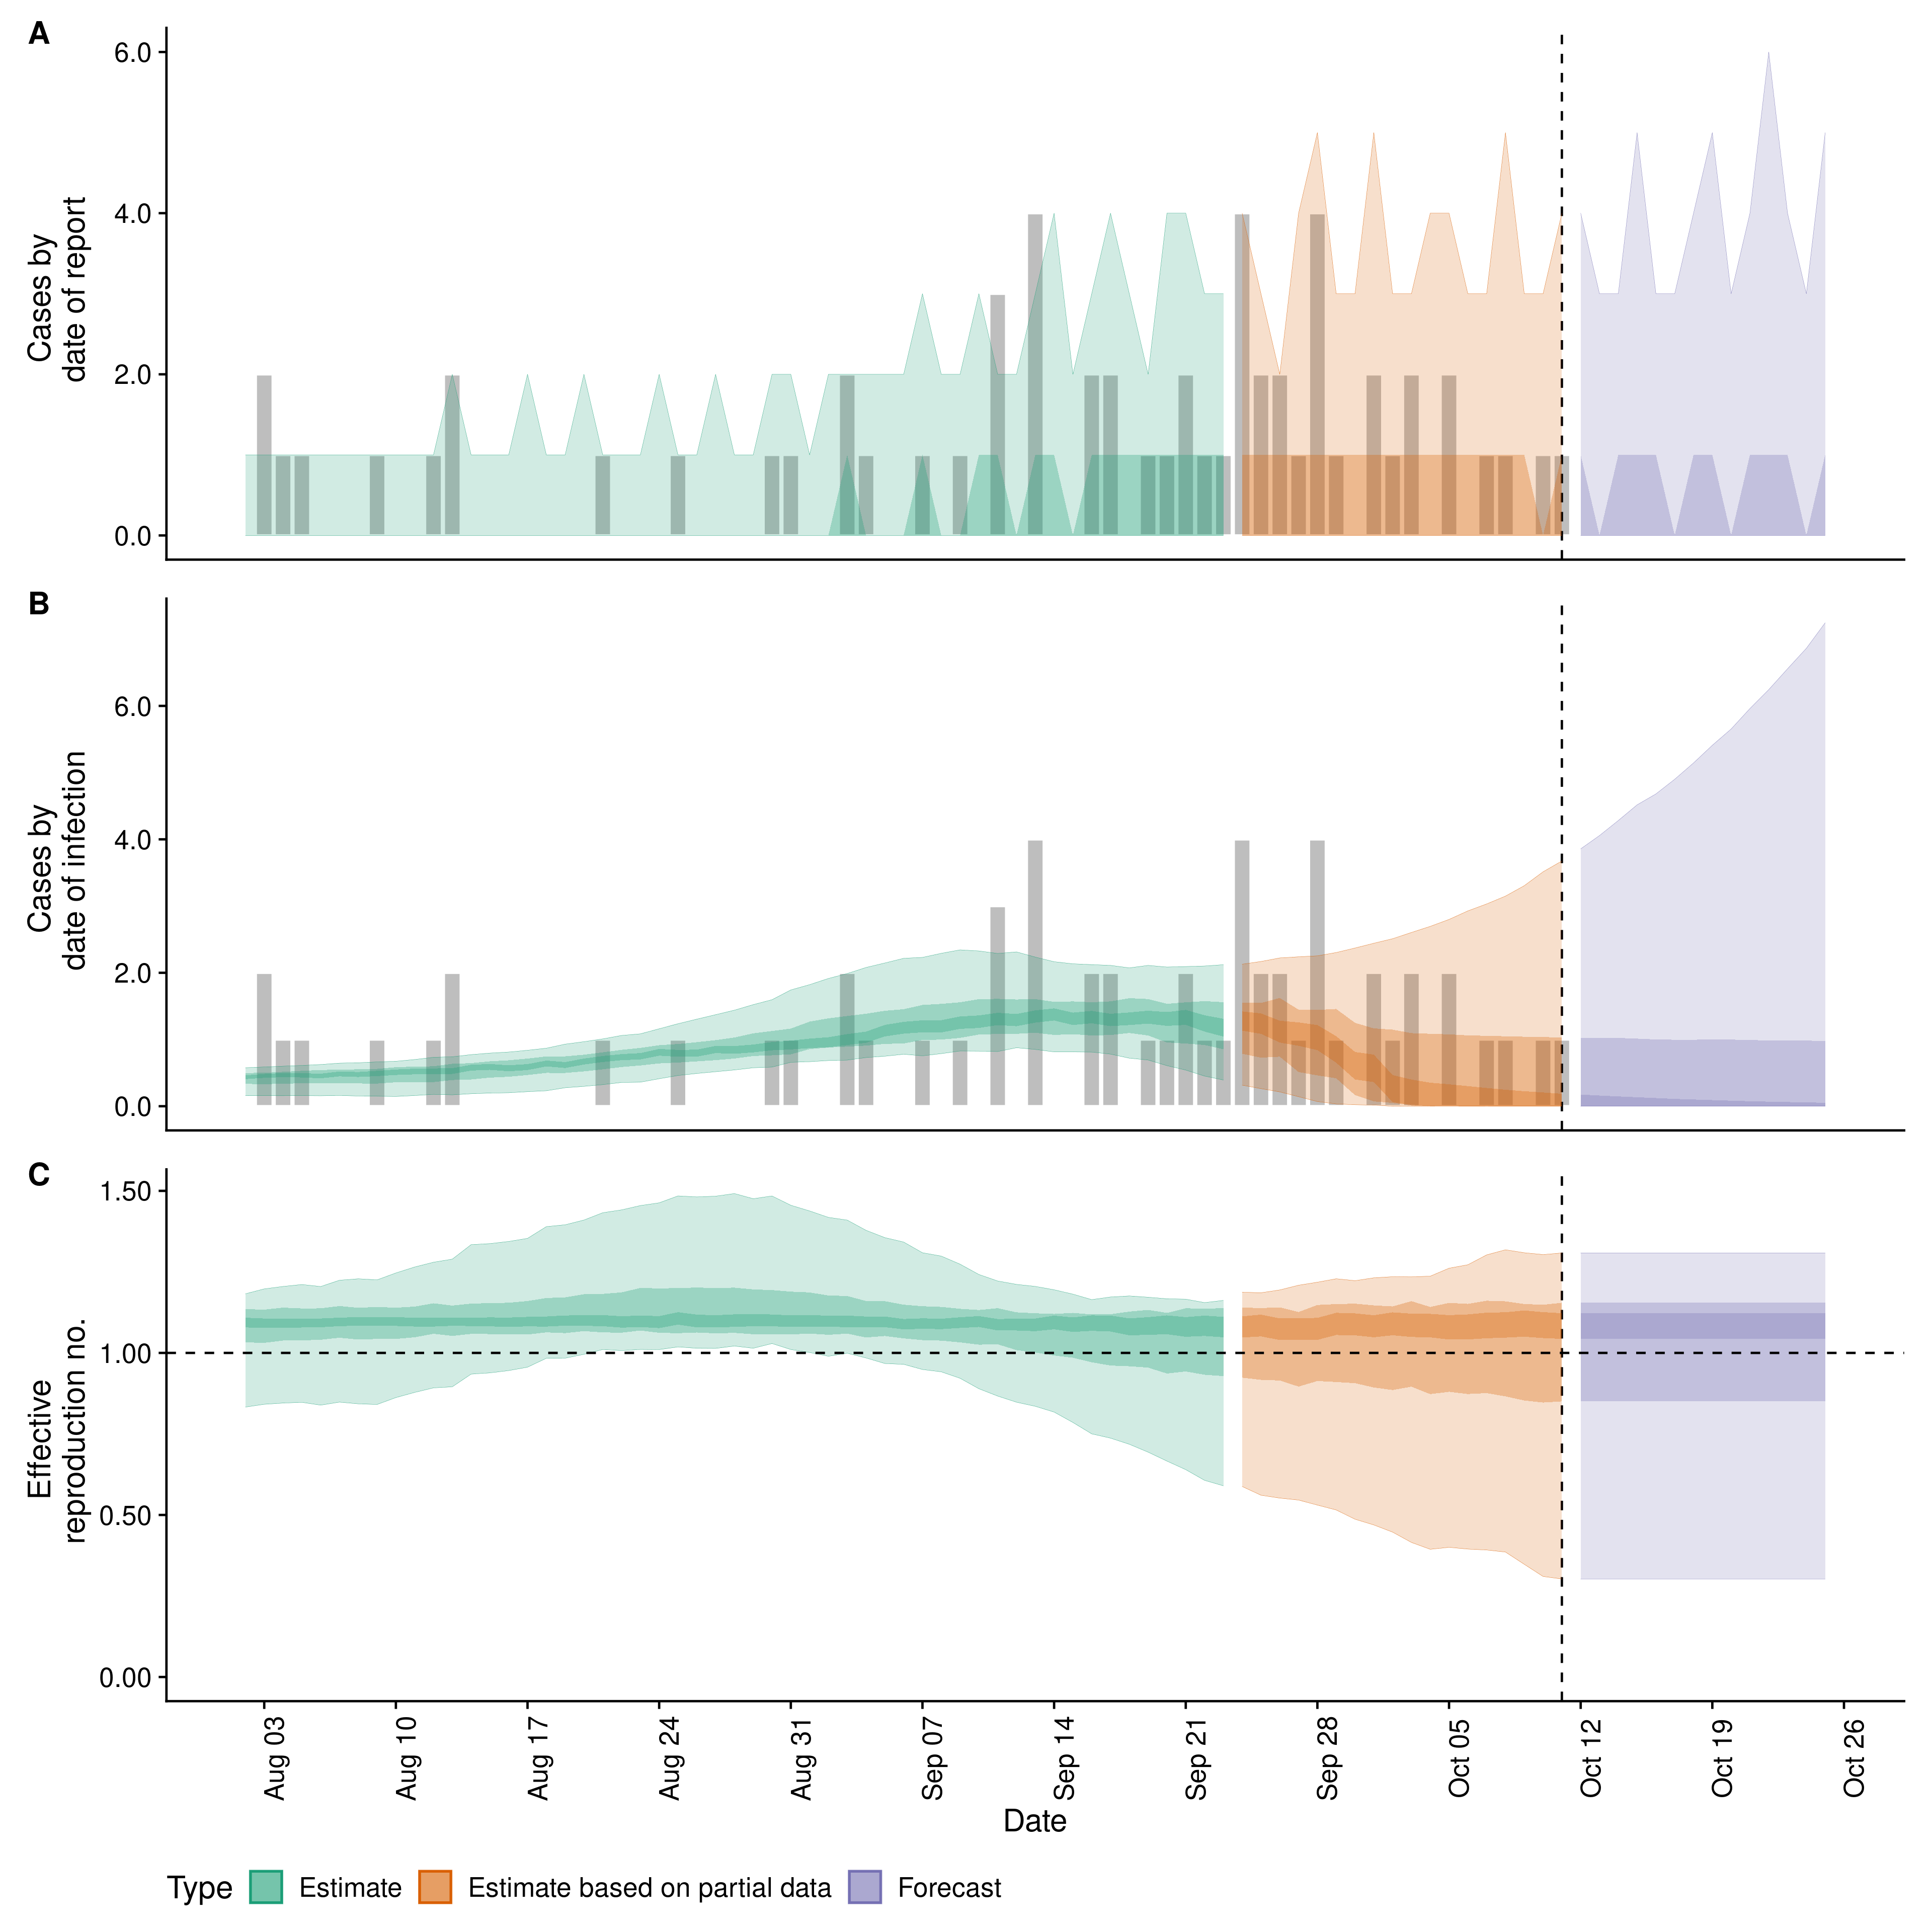 A
Cases by
date of report
6.0
4.0
2.0
0.0
B
Cases by
date of infection
6.0
4.0
2.0
0.0
C
Effective
reproduction no.
1.50
1.00
0.50
0.00
Aug 03
Aug 10
Aug 17
Aug 24
Aug 31
Sep 07
Sep 14
Sep 21
Sep 28
Oct 05
Oct 12
Oct 19
Oct 26
Date
Type Estimate Estimate based on partial data Forecast